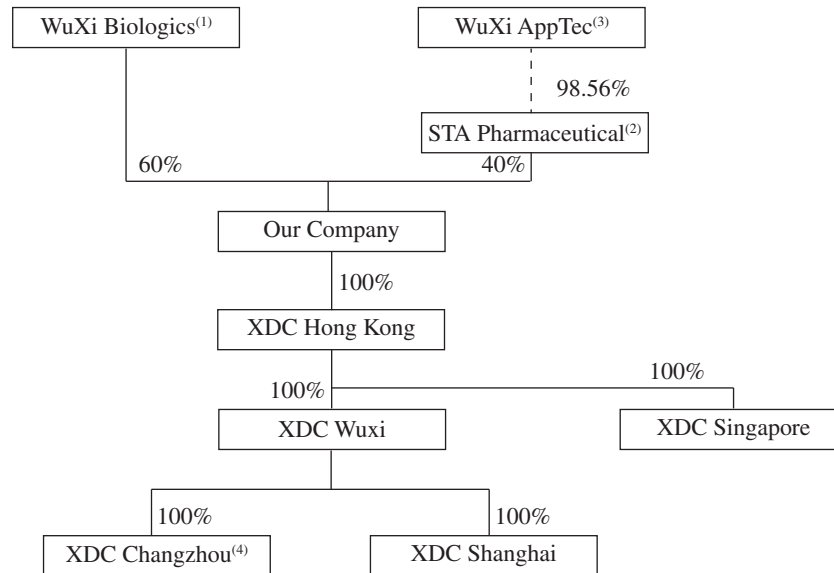 WuXi Biologics(1)
WuXi AppTec(3)
98.56%
STA Pharmaceutical(2)
60%
40%
Our Company
100%
XDC Hong Kong
100%
100%
XDC Wuxi
XDC Singapore
100%
100%
XDC Changzhou(4)
XDC Shanghai